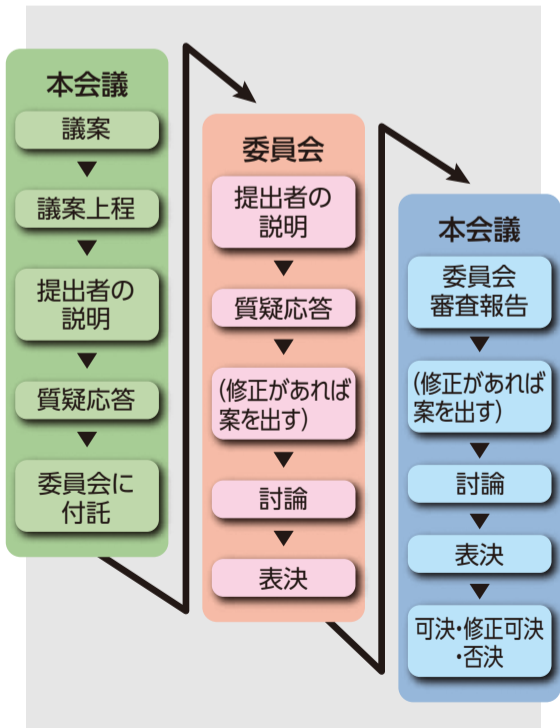 本会議
議案
▼
議案上程
▼
提出者の
説明
▼
質疑応答
▼
委員会に
付託
委員会
提出者の
説明
▼
質疑応答
▼
(修正があれば
案を出す)
▼
討論
▼
表決
本会議
委員会
審査報告
▼
(修正があれば
案を出す)
▼
討論
▼
表決
▼
可決・修正可決
・否決